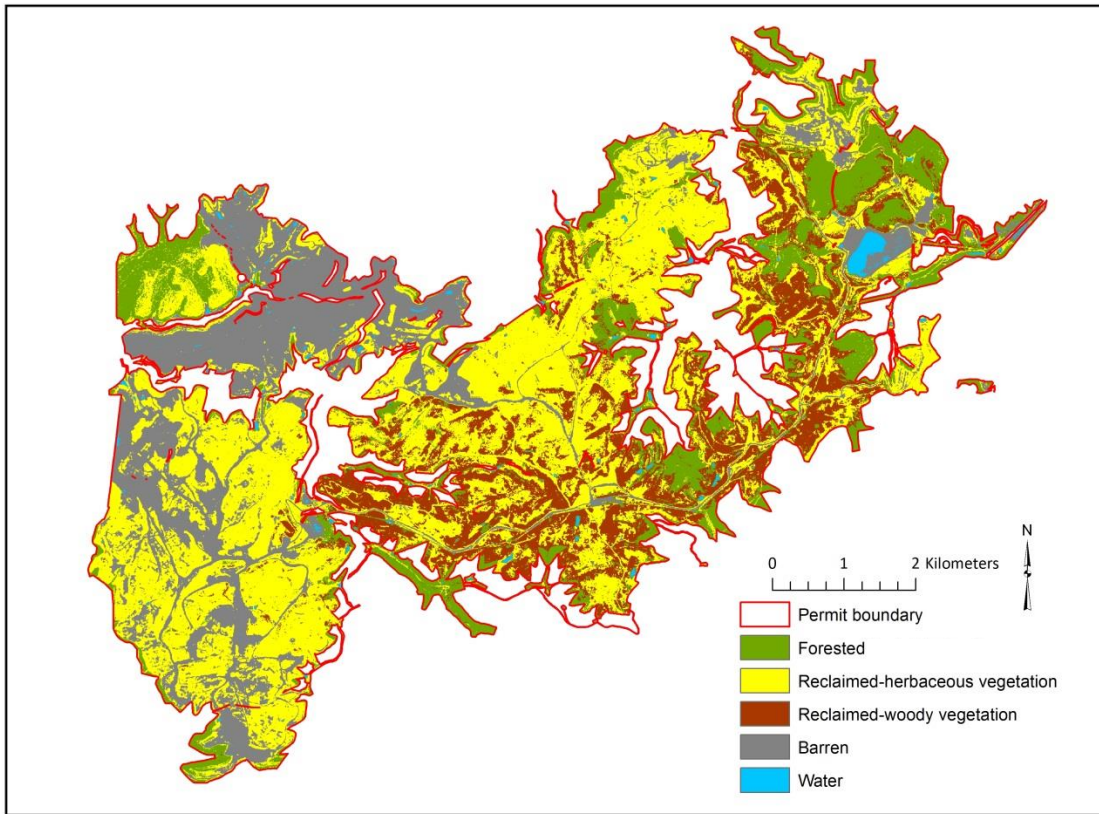 N
0 1 2 Kilometers
Permit boundary
Forested
Reclaimed-herbaceous vegetation
Reclaimed-woody vegetation
Barren
Water